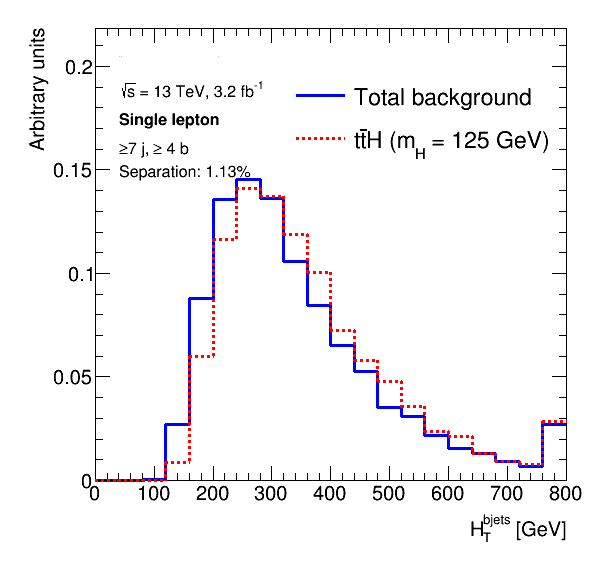 Arbitrary units
0.2
0.15
0.1
0.05
0
√s = 13 TeV, 3.2 fb⁻¹
Single lepton
≥7 j, ≥ 4 b
Separation: 1.13%
Total background
tt̄H (m_H = 125 GeV)
0 100 200 300 400 500 600 700 800
H_T^bjets [GeV]